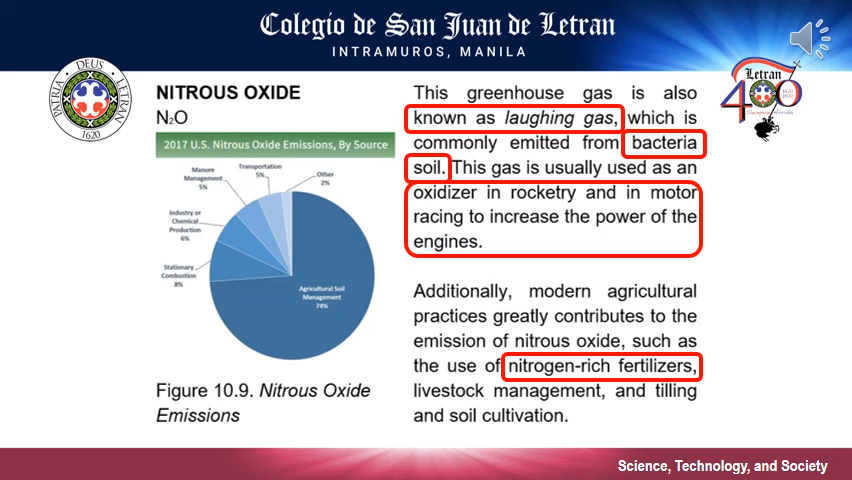 Colegio de San Juan de Letran
INTRAMUROS, MANILA
DEUS
PATRIA
LETRAN
1620
Letran
400
NITROUS OXIDE
N₂O
2017 U.S. Nitrous Oxide Emissions, By Source
Manure
Management
5%
Transportation
5%
Other
2%
Industry or
Chemical
Production
6%
Stationary
Combustion
8%
Agricultural Soil
Management
74%
Figure 10.9. Nitrous Oxide
Emissions
This greenhouse gas is also
known as laughing gas, which is
commonly emitted from bacteria
soil. This gas is usually used as an
oxidizer in rocketry and in motor
racing to increase the power of the
engines.
Additionally, modern agricultural
practices greatly contributes to the
emission of nitrous oxide, such as
the use of nitrogen-rich fertilizers,
livestock management, and tilling
and soil cultivation.
Science, Technology, and Society